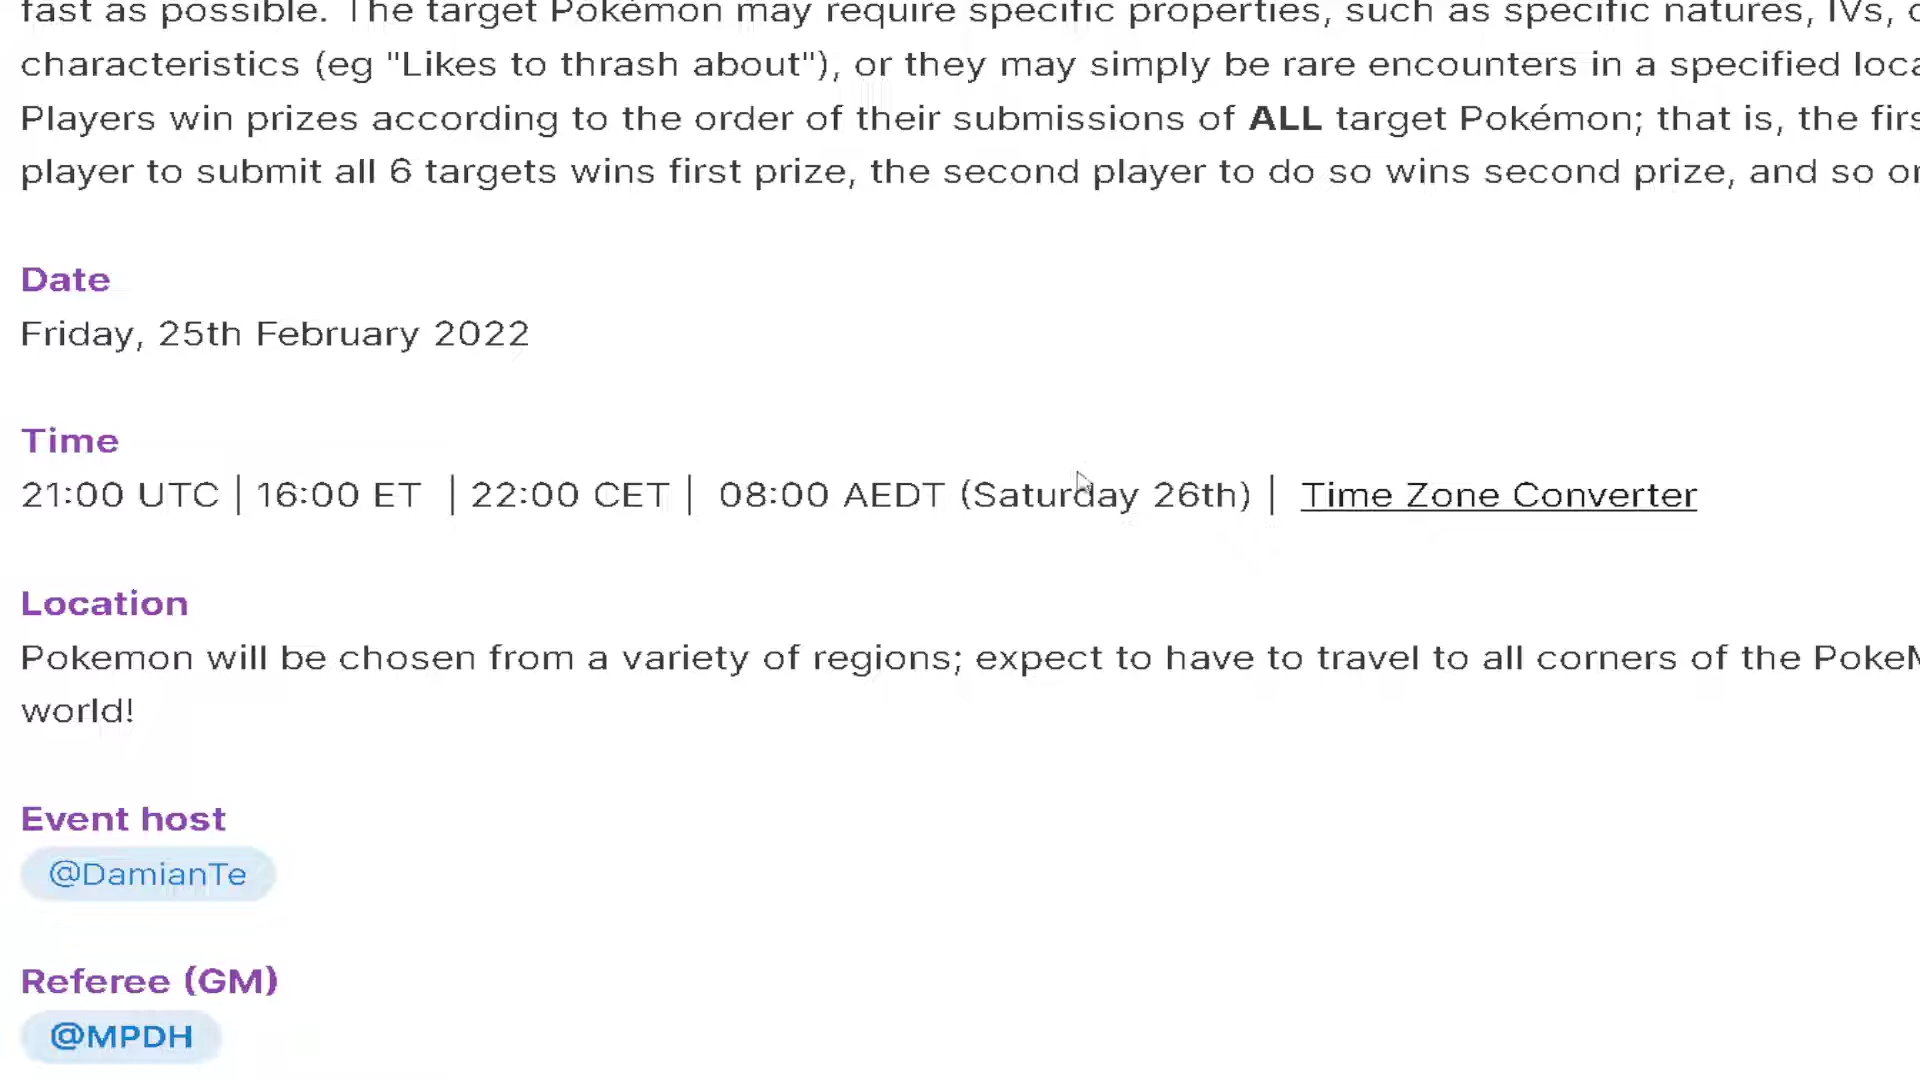 fast as possible. The target Pokémon may require specific properties, such as specific natures, IVs,
characteristics (eg "Likes to thrash about"), or they may simply be rare encounters in a specified
Players win prizes according to the order of their submissions of ALL target Pokémon; that is, the
player to submit all 6 targets wins first prize, the second player to do so wins second prize, and so
Date
Friday, 25th February 2022
Time
21:00 UTC | 16:00 ET | 22:00 CET | 08:00 AEDT (Saturday 26th) | Time Zone Converter
Location
Pokemon will be chosen from a variety of regions; expect to have to travel to all corners of the
world!
Event host
@DamianTe
Referee (GM)
@MPDH